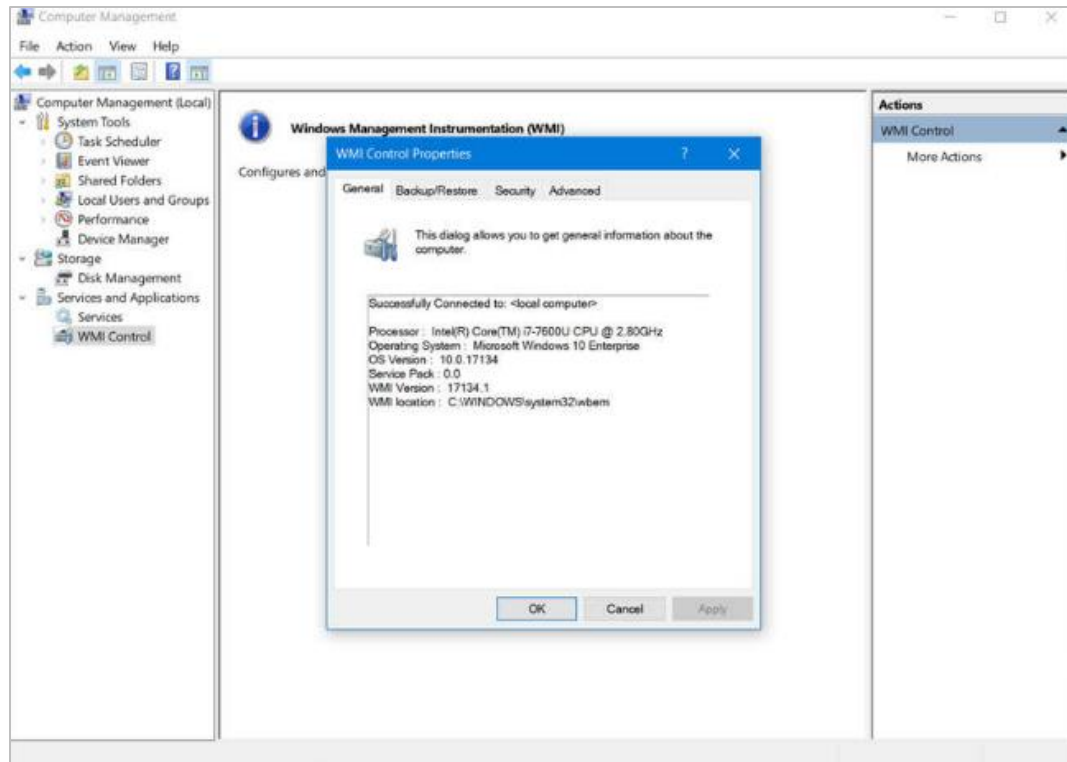 Computer Management
File Action View Help
Computer Management (Local)
System Tools
Task Scheduler
Event Viewer
Shared Folders
Local Users and Groups
Performance
Device Manager
Storage
Disk Management
Services and Applications
Services
WMI Control
Windows Management Instrumentation (WMI)
Configures and
WMI Control Properties
General Backup/Restore Security Advanced
This dialog allows you to get general information about the
computer.
Successfully Connected to: <local computer>
Processor : Intel(R) Core(TM) i7-7600U CPU @ 2.80GHz
Operating System : Microsoft Windows 10 Enterprise
OS Version : 10.0.17134
Service Pack : 0.0
WMI Version : 17134.1
WMI location : C:\WINDOWS\system32\wbem
OK Cancel Apply
Actions
WMI Control
More Actions